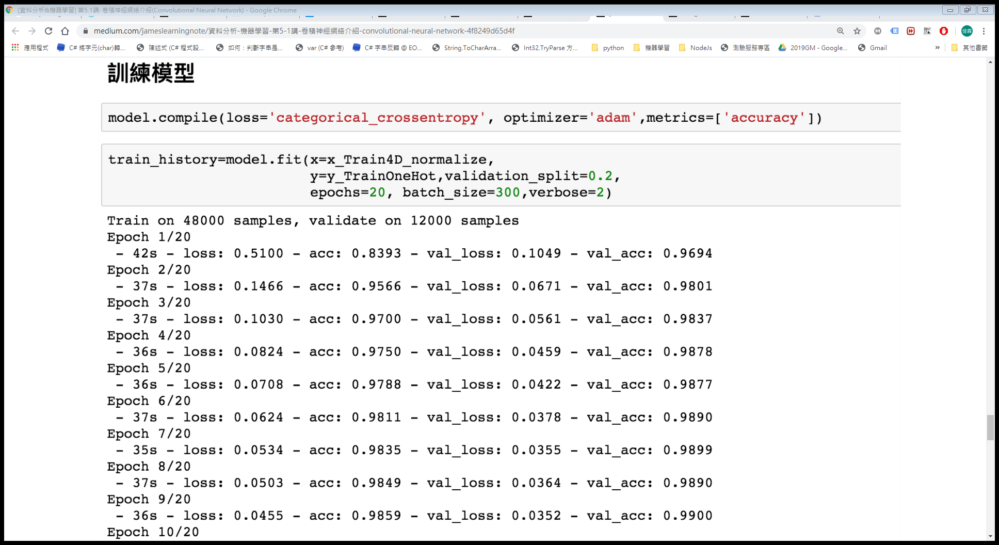 [資料分析&機器學習] 第5.1講: 卷積神經網絡介紹(Convolutional Neural Network) - Google Chrome
medium.com/jameslearningnote/資料分析-機器學習-第5-1講-卷積神經網絡介紹-convolutional-neural-network-4f8249d65d4f
佳霖
應用程式 C# 將字元(char)轉... 陳述式 (C# 程式設... 如何：判斷字串是... var (C# 參考) C# 字串反轉 @ EO... String.ToCharArra... Int32.TryParse 方... python 機器學習 NodeJs 測驗服務專區 2019GM - Google... Gmail » 其他書籤
訓練模型
model.compile(loss='categorical_crossentropy', optimizer='adam',metrics=['accuracy'])
train_history=model.fit(x=x_Train4D_normalize,
y=y_TrainOneHot,validation_split=0.2,
epochs=20, batch_size=300,verbose=2)
Train on 48000 samples, validate on 12000 samples
Epoch 1/20
- 42s - loss: 0.5100 - acc: 0.8393 - val_loss: 0.1049 - val_acc: 0.9694
Epoch 2/20
- 37s - loss: 0.1466 - acc: 0.9566 - val_loss: 0.0671 - val_acc: 0.9801
Epoch 3/20
- 37s - loss: 0.1030 - acc: 0.9700 - val_loss: 0.0561 - val_acc: 0.9837
Epoch 4/20
- 36s - loss: 0.0824 - acc: 0.9750 - val_loss: 0.0459 - val_acc: 0.9878
Epoch 5/20
- 36s - loss: 0.0708 - acc: 0.9788 - val_loss: 0.0422 - val_acc: 0.9877
Epoch 6/20
- 37s - loss: 0.0624 - acc: 0.9811 - val_loss: 0.0378 - val_acc: 0.9890
Epoch 7/20
- 35s - loss: 0.0534 - acc: 0.9835 - val_loss: 0.0355 - val_acc: 0.9899
Epoch 8/20
- 37s - loss: 0.0503 - acc: 0.9849 - val_loss: 0.0364 - val_acc: 0.9890
Epoch 9/20
- 36s - loss: 0.0455 - acc: 0.9859 - val_loss: 0.0352 - val_acc: 0.9900
Epoch 10/20